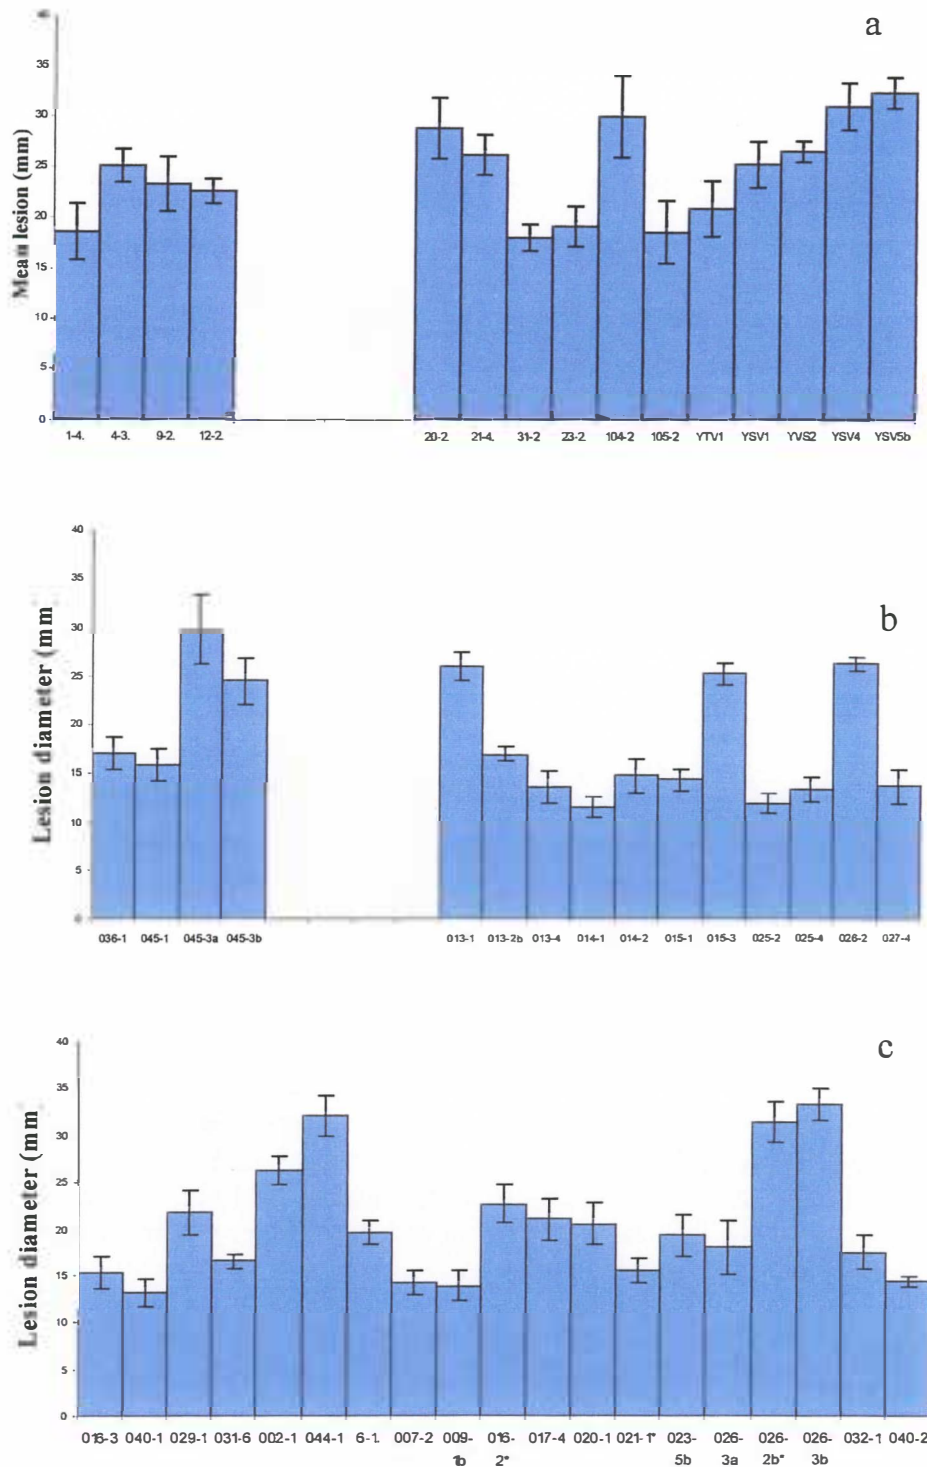 a
40
35
30
25
20
15
10
5
0
Mean lesion (mm)
1-4. 4-3. 9-2. 12-2. 20-2. 21-4. 31-2 23-2. 104-2 105-2 YTV1 YSV1 YVS2 YSV4 YSV5b
b
40
35
30
25
20
15
10
5
0
Lesion diameter (mm
036-1 045-1 045-3a 045-3b 013-1 013-2b 013-4 014-1 014-2 015-1 015-3 025-2 025-4 026-2 027-4
c
40
35
30
25
20
15
10
5
0
Lesion diameter (mm
016-3 040-1 029-1 031-6 002-1 044-1 6-1. 007-2 009- 016- 017-4 020-1 021-1* 023- 026- 026- 026- 032-1 040-2
1b 2* 5b 3a 2b* 3b